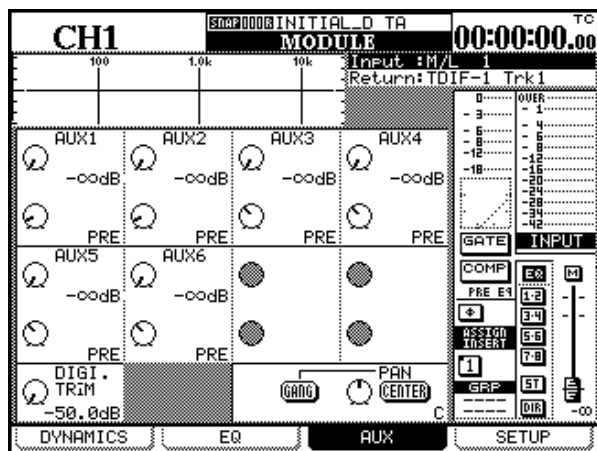 CH1
SNAP 000B INITIAL_D TA
MODULE
TC
00:00:00.00
100 1.0k 10k
Input :M/L 1
Return:TDIF-1 Trk1
AUX1 AUX2 AUX3 AUX4
-∞dB -∞dB -∞dB -∞dB
PRE PRE PRE PRE
AUX5 AUX6
-∞dB -∞dB
PRE PRE
DIGI. TRIM
-50.0dB
PAN
GANG CENTER
C
0
- 3
- 6
- 8
-12
-18
OVER
- 1
- 4
- 6
- 8
-12
-16
-20
-24
-28
-34
-42
GATE INPUT
COMP EQ M
PRE EQ 1-2
Φ 3-4
ASSIGN INSERT 5-6
1 7-8
GRP ST
---- DIR -∞
----
DYNAMICS EQ AUX SETUP